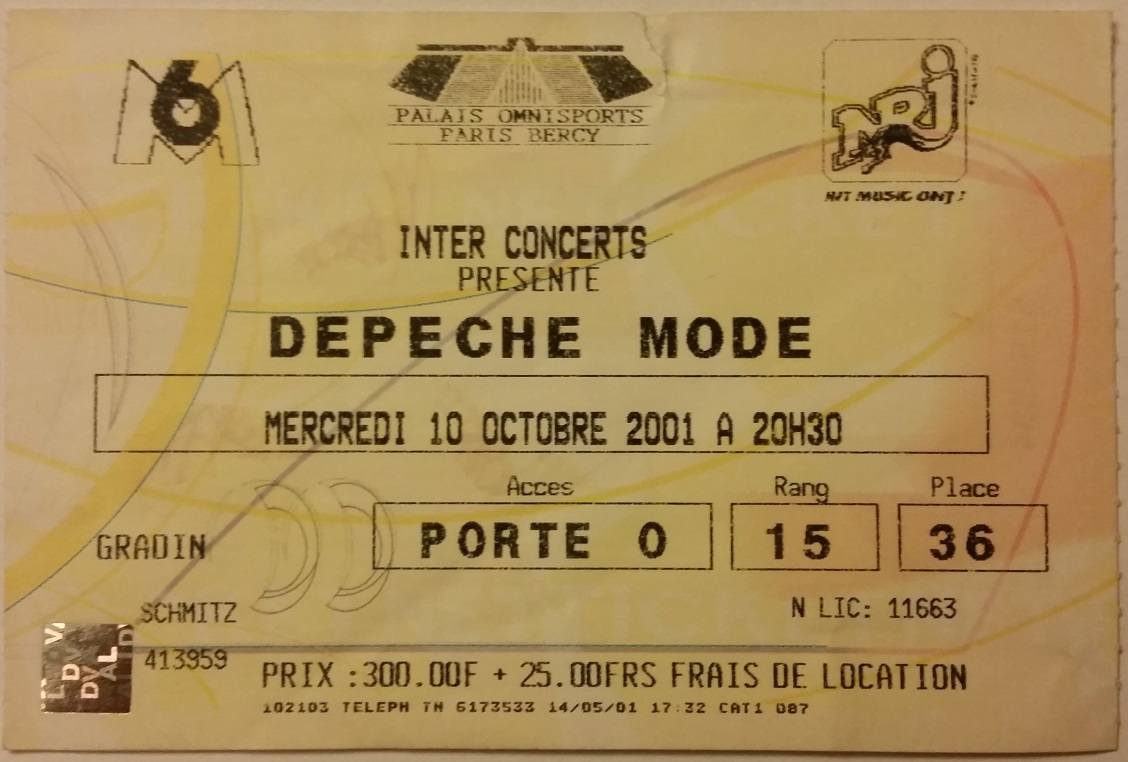 M6
PALAIS OMNISPORTS
PARIS BERCY
NRJ
HIT MUSIC ONLY !
INTER CONCERTS
PRESENTE
DEPECHE MODE
MERCREDI 10 OCTOBRE 2001 A 20H30
Acces Rang Place
GRADIN PORTE O 15 36
SCHMITZ N LIC: 11663
413959
PRIX :300.00F + 25.00FRS FRAIS DE LOCATION
102103 TELEPH TN 6173533 14/05/01 17:32 CAT1 087